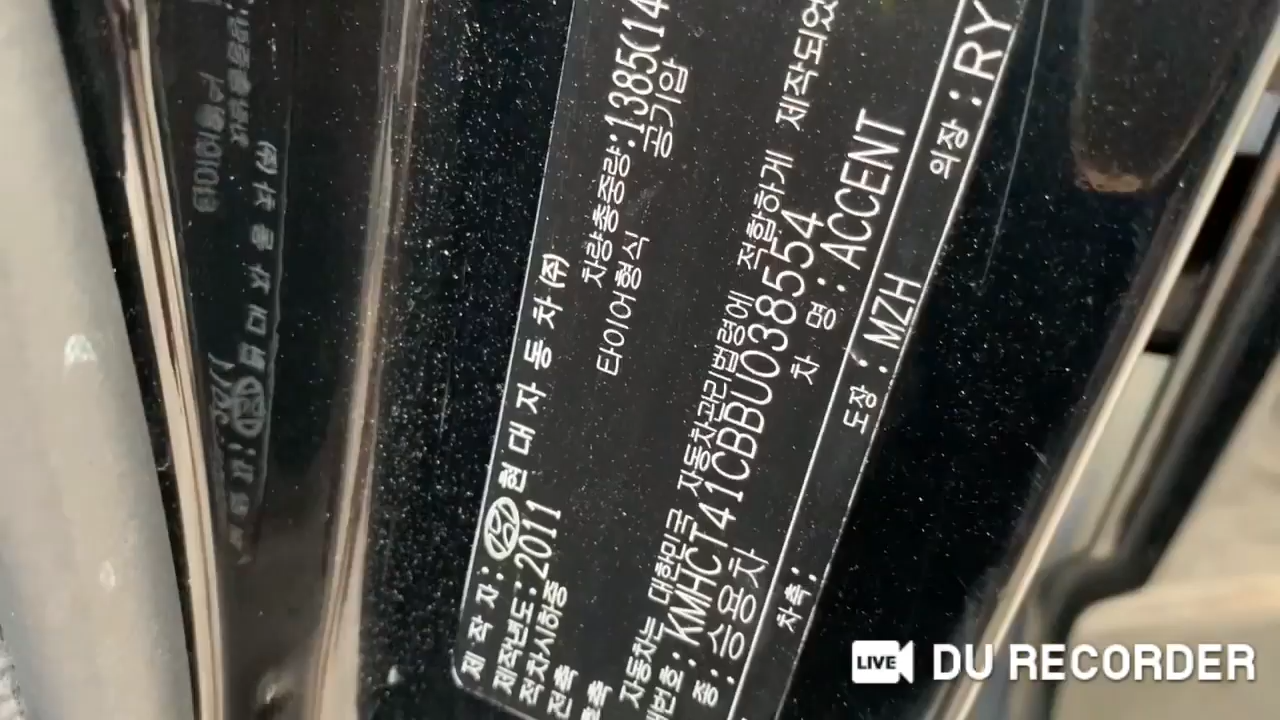 제 작 자 : 현 대 자 동 차 (주)
제작년도 : 2011
차량총중량 : 1385(14
적차시하중
타이어형식 공기압
전축
자동차는 대한민국 자동차관리법령에 적합하게 제작되었
대번호 : KMHCT41CBBU038554
종 : 승용차 차 명 : ACCENT
차축 : 도장 : MZH 의장 : RY
LIVE DU RECORDER